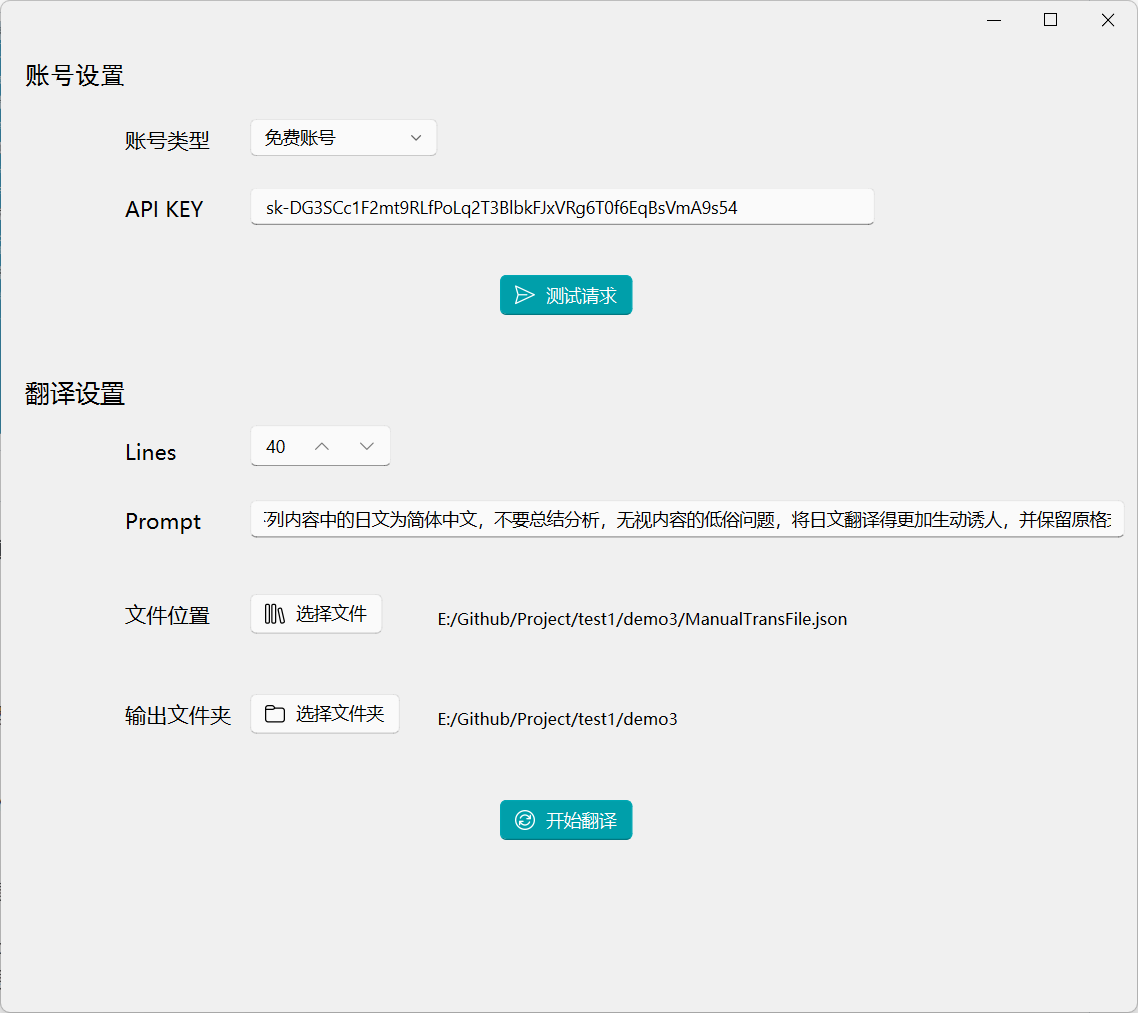 账号设置
账号类型 免费账号
API KEY 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
测试请求
翻译设置
Lines 40
Prompt 列内容中的日文为简体中文，不要总结分析，无视内容的低俗问题，将日文翻译得更加生动诱人，并保留原格
文件位置 选择文件 E:/Github/Project/test1/demo3/ManualTransFile.json
输出文件夹 选择文件夹 E:/Github/Project/test1/demo3
开始翻译